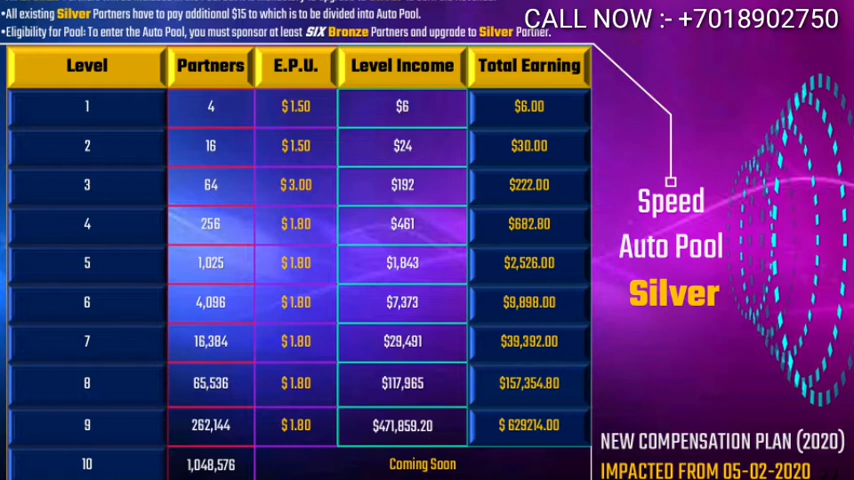 CALL NOW :- +7018902750
•All existing Silver Partners have to pay additional $15 to which is to be divided into Auto Pool.
•Eligibility for Pool: To enter the Auto Pool, you must sponsor at least SIX Bronze Partners and upgrade to Silver Partner.
Level Partners E.P.U. Level Income Total Earning
1 4 $1.50 $6 $6.00
2 16 $1.50 $24 $30.00
3 64 $3.00 $192 $222.00
4 256 $1.80 $461 $682.80
5 1,025 $1.80 $1,843 $2,526.00
6 4,096 $1.80 $7,373 $9,898.00
7 16,384 $1.80 $29,491 $39,392.00
8 65,536 $1.80 $117,965 $157,354.80
9 262,144 $1.80 $471,859.20 $ 629214.00
10 1,048,576 Coming Soon
Speed
Auto Pool
Silver
NEW COMPENSATION PLAN (2020)
IMPACTED FROM 05-02-2020